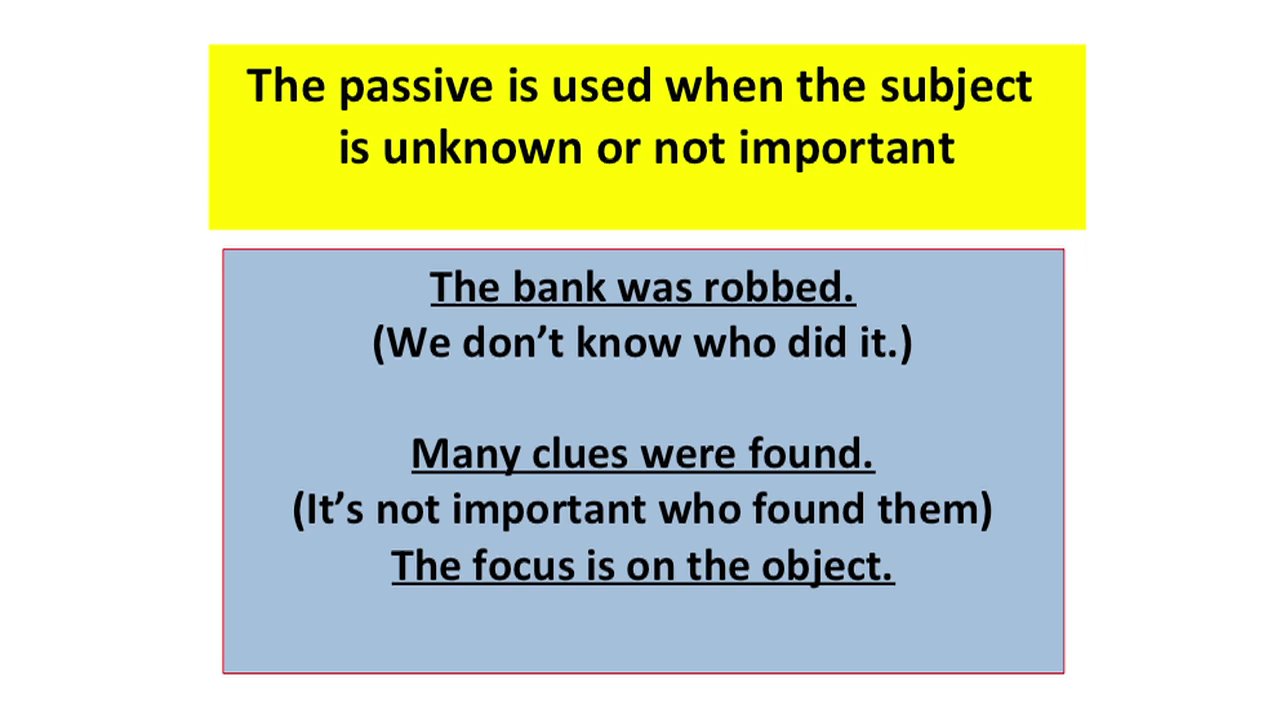 The passive is used when the subject
is unknown or not important
The bank was robbed.
(We don’t know who did it.)
Many clues were found.
(It’s not important who found them)
The focus is on the object.